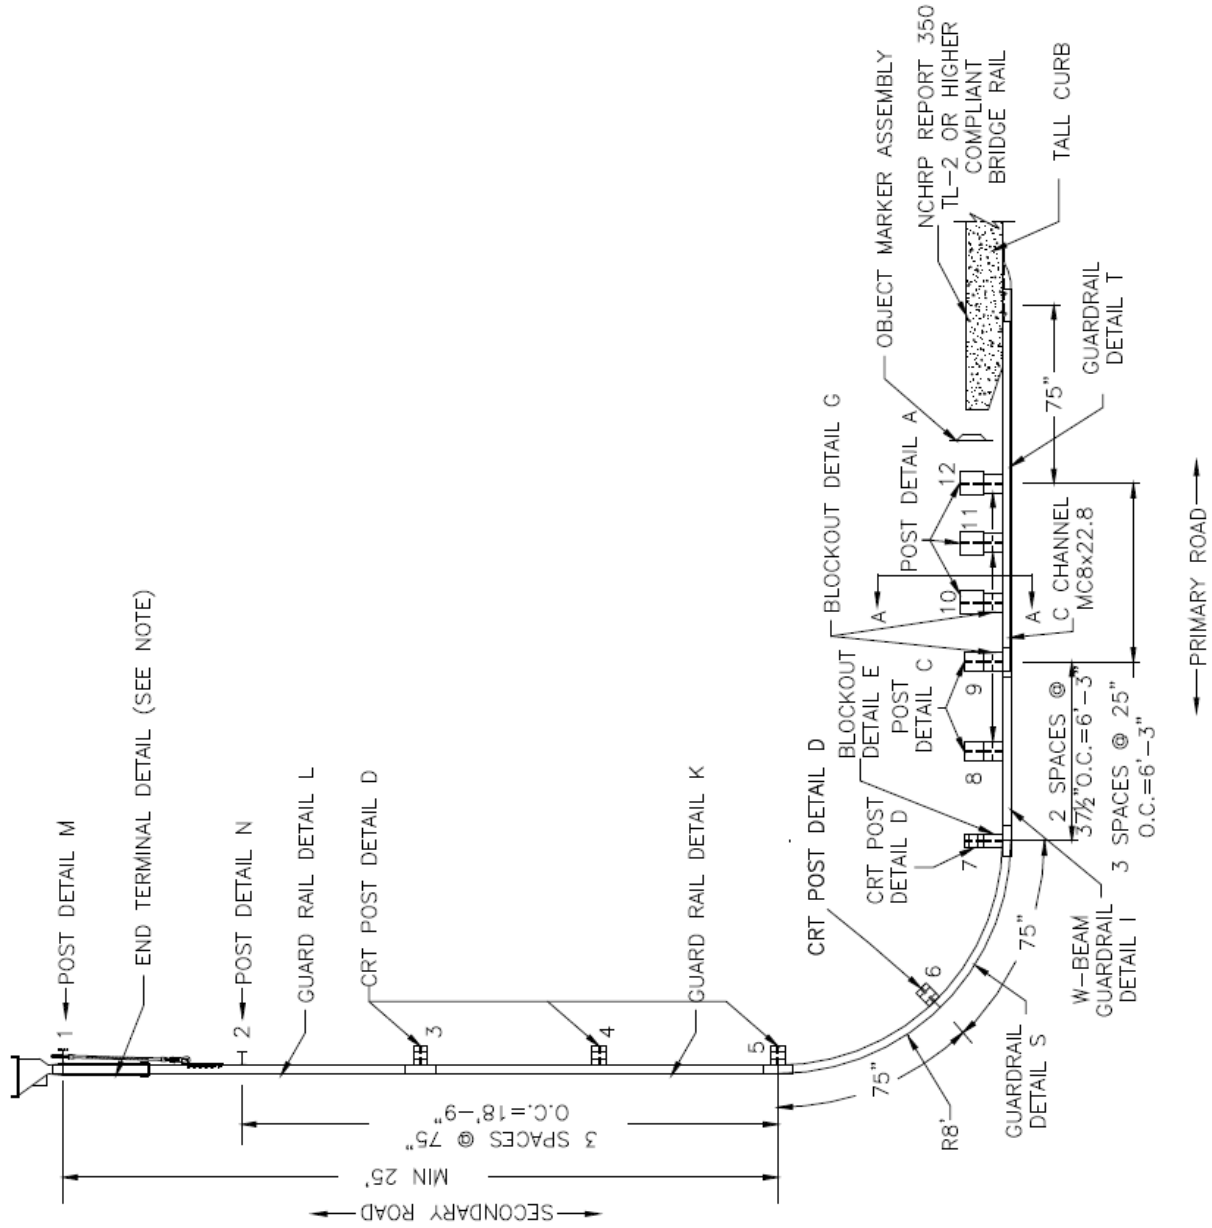 POST DETAIL M
END TERMINAL DETAIL (SEE NOTE)
1
POST DETAIL N
2
GUARD RAIL DETAIL L
CRT POST DETAIL D
3
4
GUARD RAIL DETAIL K
5
3 SPACES @ 75"
O.C.=18'-9"
MIN 25'
SECONDARY ROAD
75"
R8'
GUARDRAIL
DETAIL S
75"
6
CRT POST DETAIL D
CRT POST
DETAIL D
7
BLOCKOUT
DETAIL E
POST
DETAIL C
8
9
BLOCKOUT DETAIL G
POST DETAIL A
10
11
12
A
A
OBJECT MARKER ASSEMBLY
NCHRP REPORT 350
TL-2 OR HIGHER
COMPLIANT
BRIDGE RAIL
TALL CURB
GUARDRAIL
DETAIL T
75"
C CHANNEL
MC8x22.8
W-BEAM
GUARDRAIL
DETAIL I
2 SPACES @
37½"O.C.=6'-3"
3 SPACES @ 25"
O.C.=6'-3"
PRIMARY ROAD